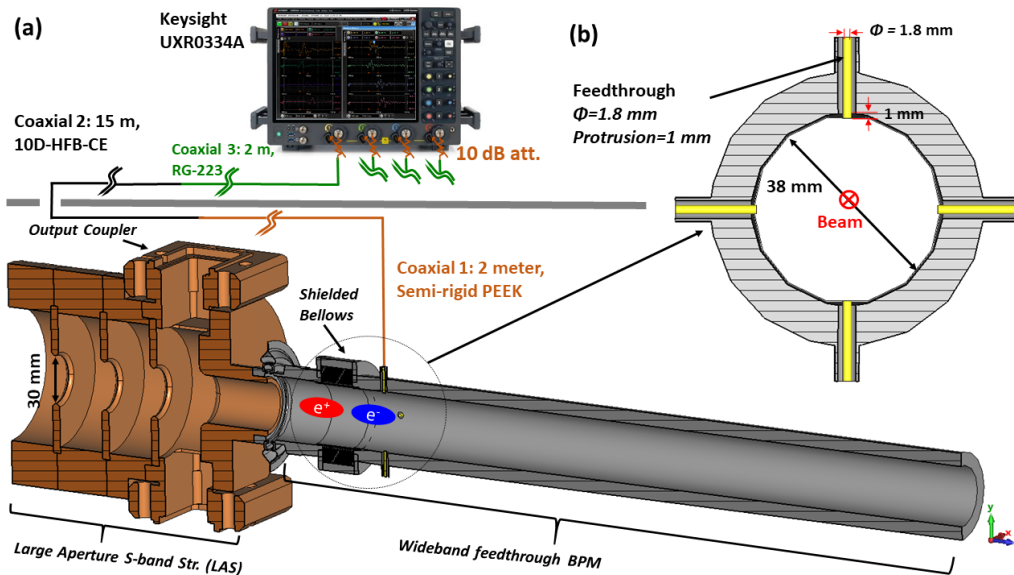 (a)
Keysight
UXR0334A
Coaxial 2: 15 m,
10D-HFB-CE
Coaxial 3: 2 m,
RG-223
10 dB att.
Output Coupler
Coaxial 1: 2 meter,
Semi-rigid PEEK
Shielded
Bellows
30 mm
e+
e-
Large Aperture S-band Str. (LAS)
Wideband feedthrough BPM
y
x
(b)
Φ = 1.8 mm
Feedthrough
Φ=1.8 mm
Protrusion=1 mm
1 mm
38 mm
Beam